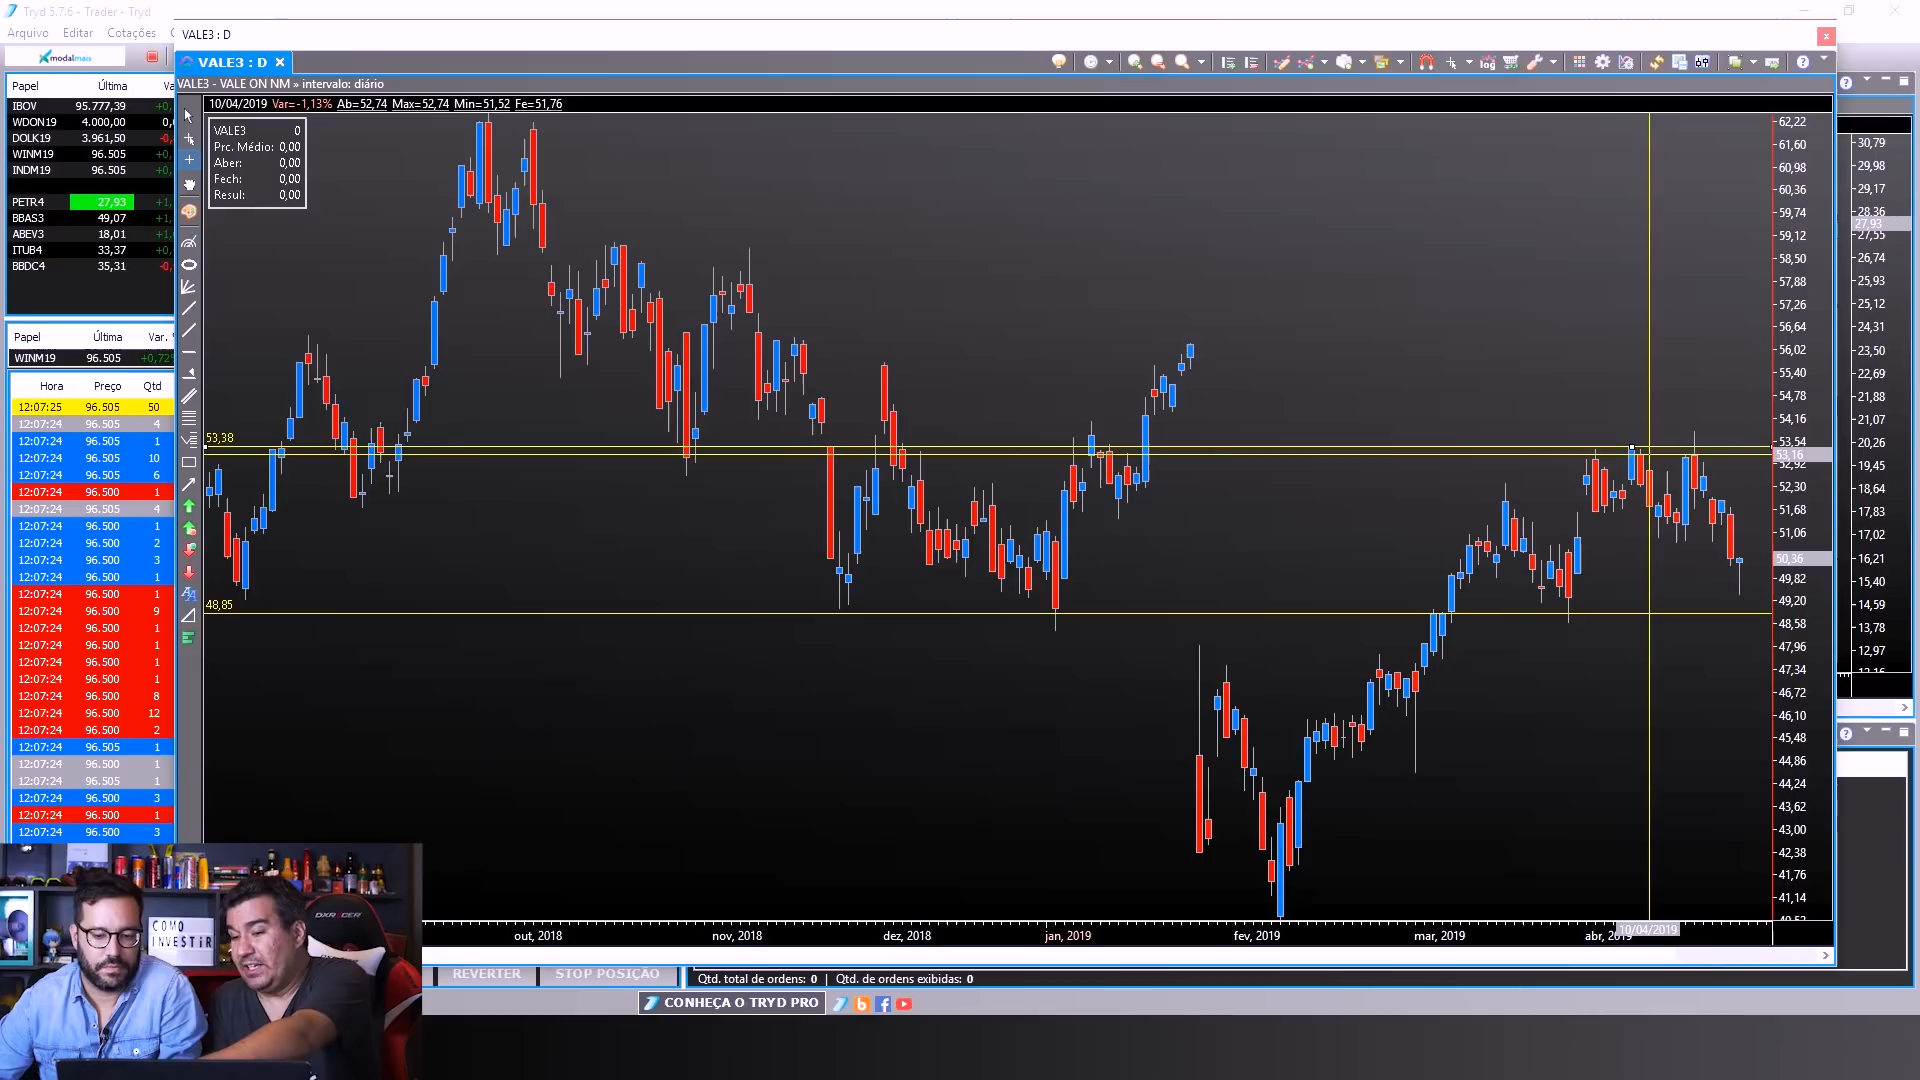 Tryd 5.7.6 - Trader - Tryd
Arquivo Editar Cotações
VALE3 : D
modalmais
VALE3 : D
VALE3 - VALE ON NM » intervalo: diário
10/04/2019 Var=-1,13% Ab=52,74 Max=52,74 Min=51,52 Fe=51,76
VALE3 0
Prc. Médio: 0,00
Aber: 0,00
Fech: 0,00
Resul: 0,00
Papel Última Va
IBOV 95.777,39 +0,
WDON19 4.000,00 0,
DOLK19 3.961,50 -0,
WINM19 96.505 +0,
INDM19 96.505 +0,
PETR4 27,93 +1,
BBAS3 49,07 +1,
ABEV3 18,01 +1,
ITUB4 33,37 +0,
BBDC4 35,31 -0,
Papel Última Var. %
WINM19 96.505 +0,72%
Hora Preço Qtd
12:07:25 96.505 50
12:07:24 96.505 4
12:07:24 96.505 1
12:07:24 96.505 10
12:07:24 96.505 6
12:07:24 96.500 1
12:07:24 96.505 4
12:07:24 96.500 1
12:07:24 96.500 2
12:07:24 96.500 3
12:07:24 96.500 1
12:07:24 96.500 1
12:07:24 96.500 9
12:07:24 96.500 1
12:07:24 96.500 1
12:07:24 96.500 1
12:07:24 96.500 1
12:07:24 96.500 8
12:07:24 96.500 12
12:07:24 96.500 2
12:07:24 96.505 1
12:07:24 96.500 1
12:07:24 96.505 1
12:07:24 96.500 3
12:07:24 96.500 1
12:07:24 96.500 3
53,38
48,85
62,22
61,60
60,98
60,36
59,74
59,12
58,50
57,88
57,26
56,64
56,02
55,40
54,78
54,16
53,54
53,16
52,92
52,30
51,68
51,06
50,36
49,82
49,20
48,58
47,96
47,34
46,72
46,10
45,48
44,86
44,24
43,62
43,00
42,38
41,76
41,14
40,52
30,79
29,98
29,17
28,36
27,93
27,55
26,74
25,93
25,12
24,31
23,50
22,69
21,88
21,07
20,26
19,45
18,64
17,83
17,02
16,21
15,40
14,59
13,78
12,97
12,16
out, 2018 nov, 2018 dez, 2018 jan, 2019 fev, 2019 mar, 2019 abr, 2019 10/04/2019
REVERTER STOP POSIÇÃO
Qtd. total de ordens: 0 | Qtd. de ordens exibidas: 0
CONHEÇA O TRYD PRO
COMO
INVESTIR
DXRACER